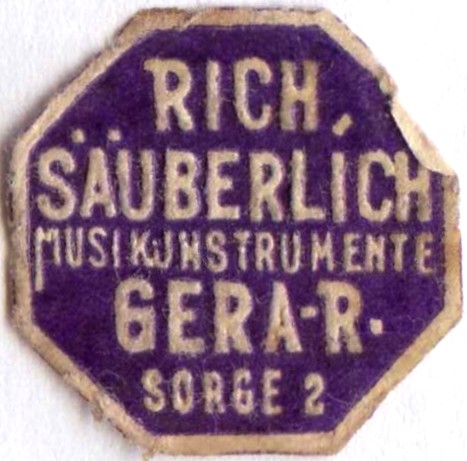 RICH,
SÄUBERLICH
MUSIKINSTRUMENTE
GERA-R.
SORGE 2